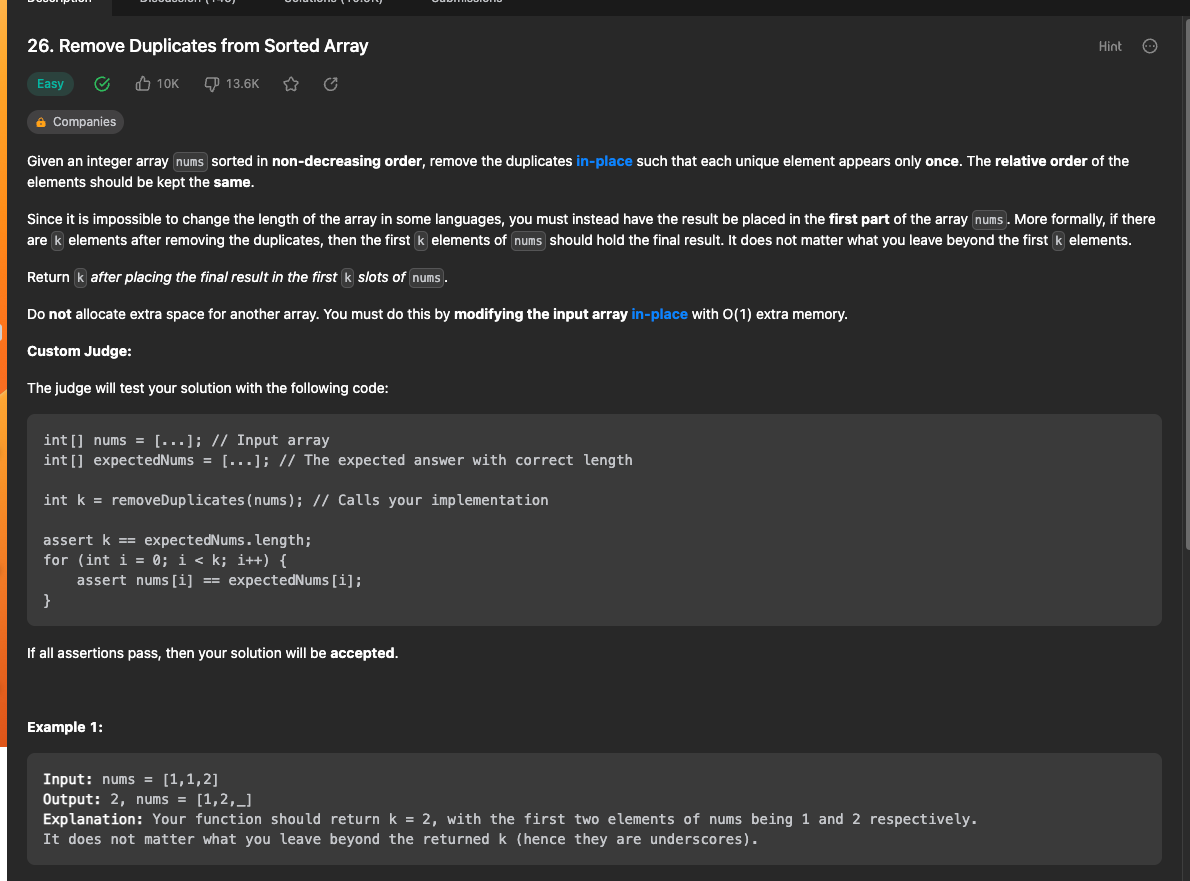 Description Discussion (146) Submissions
26. Remove Duplicates from Sorted Array Hint
Easy 10K 13.6K
Companies
Given an integer array nums sorted in non-decreasing order, remove the duplicates in-place such that each unique element appears only once. The relative order of the
elements should be kept the same.
Since it is impossible to change the length of the array in some languages, you must instead have the result be placed in the first part of the array nums. More formally, if there
are k elements after removing the duplicates, then the first k elements of nums should hold the final result. It does not matter what you leave beyond the first k elements.
Return k after placing the final result in the first k slots of nums.
Do not allocate extra space for another array. You must do this by modifying the input array in-place with O(1) extra memory.
Custom Judge:
The judge will test your solution with the following code:
int[] nums = [...]; // Input array
int[] expectedNums = [...]; // The expected answer with correct length
int k = removeDuplicates(nums); // Calls your implementation
assert k == expectedNums.length;
for (int i = 0; i < k; i++) {
    assert nums[i] == expectedNums[i];
}
If all assertions pass, then your solution will be accepted.
Example 1:
Input: nums = [1,1,2]
Output: 2, nums = [1,2,_]
Explanation: Your function should return k = 2, with the first two elements of nums being 1 and 2 respectively.
It does not matter what you leave beyond the returned k (hence they are underscores).